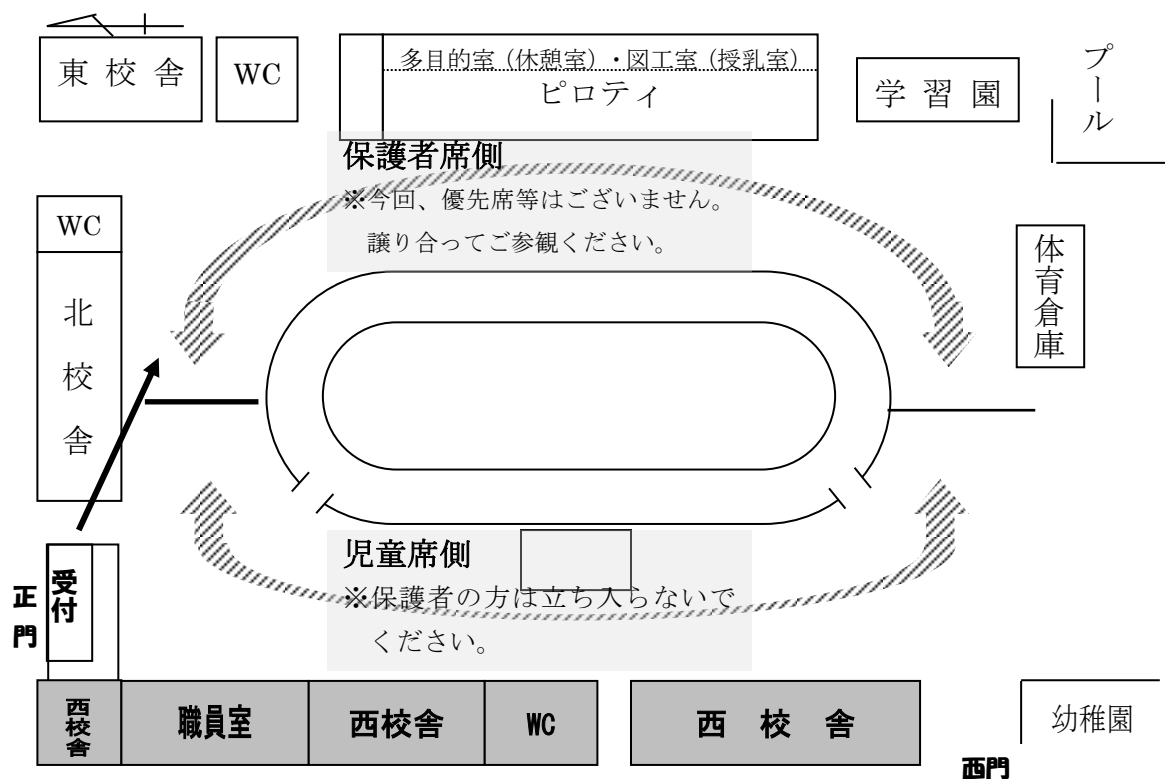 東校舎
WC
多目的室（休憩室）・図工室（授乳室）
ピロティ
学習園
プール
保護者席側
※今回、優先席等はございません。
譲り合ってご参観ください。
WC
北校舎
体育倉庫
児童席側
※保護者の方は立ち入らないで
ください。
受付
正門
西校舎
職員室
西校舎
WC
西校舎
幼稚園
西門